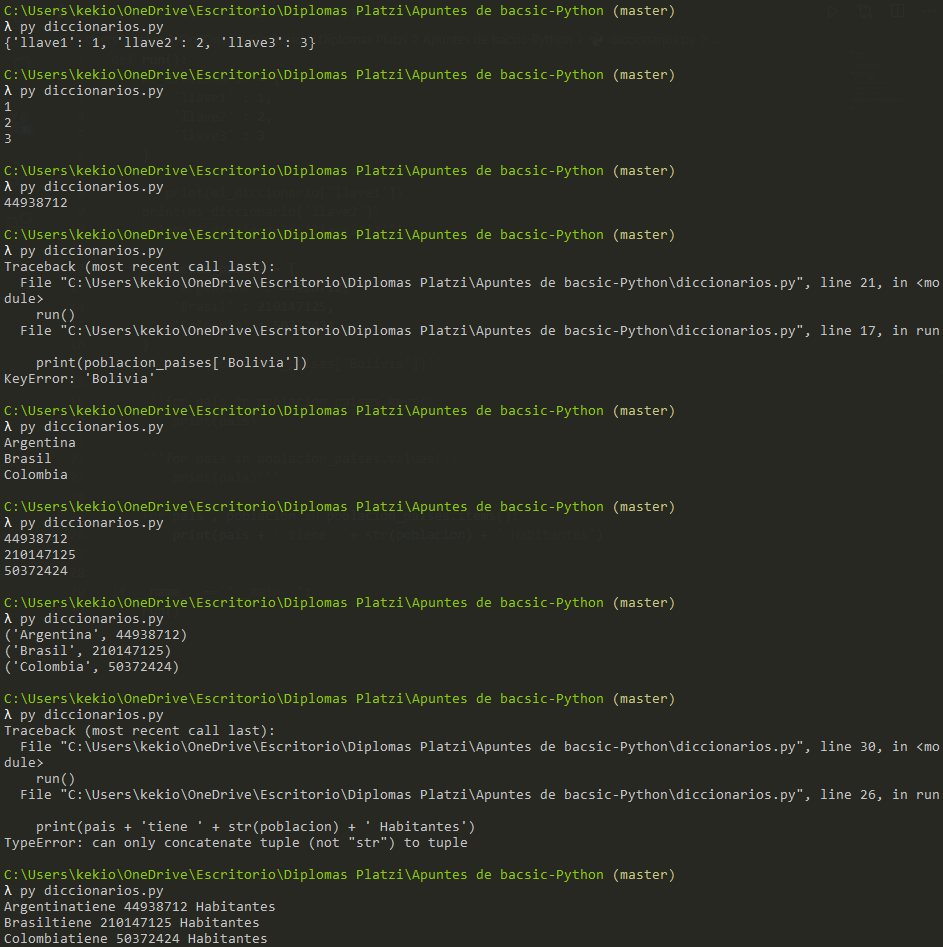 C:\Users\kekio\OneDrive\Escritorio\Diplomas Platzi\Apuntes de bacsic-Python (master)
λ py diccionarios.py
{'llave1': 1, 'llave2': 2, 'llave3': 3}
C:\Users\kekio\OneDrive\Escritorio\Diplomas Platzi\Apuntes de bacsic-Python (master)
λ py diccionarios.py
1
2
3
C:\Users\kekio\OneDrive\Escritorio\Diplomas Platzi\Apuntes de bacsic-Python (master)
λ py diccionarios.py
44938712
C:\Users\kekio\OneDrive\Escritorio\Diplomas Platzi\Apuntes de bacsic-Python (master)
λ py diccionarios.py
Traceback (most recent call last):
  File "C:\Users\kekio\OneDrive\Escritorio\Diplomas Platzi\Apuntes de bacsic-Python\diccionarios.py", line 21, in <mo
dule>
    run()
  File "C:\Users\kekio\OneDrive\Escritorio\Diplomas Platzi\Apuntes de bacsic-Python\diccionarios.py", line 17, in run
    print(poblacion_paises['Bolivia'])
KeyError: 'Bolivia'
C:\Users\kekio\OneDrive\Escritorio\Diplomas Platzi\Apuntes de bacsic-Python (master)
λ py diccionarios.py
Argentina
Brasil
Colombia
C:\Users\kekio\OneDrive\Escritorio\Diplomas Platzi\Apuntes de bacsic-Python (master)
λ py diccionarios.py
44938712
210147125
50372424
C:\Users\kekio\OneDrive\Escritorio\Diplomas Platzi\Apuntes de bacsic-Python (master)
λ py diccionarios.py
('Argentina', 44938712)
('Brasil', 210147125)
('Colombia', 50372424)
C:\Users\kekio\OneDrive\Escritorio\Diplomas Platzi\Apuntes de bacsic-Python (master)
λ py diccionarios.py
Traceback (most recent call last):
  File "C:\Users\kekio\OneDrive\Escritorio\Diplomas Platzi\Apuntes de bacsic-Python\diccionarios.py", line 30, in <mo
dule>
    run()
  File "C:\Users\kekio\OneDrive\Escritorio\Diplomas Platzi\Apuntes de bacsic-Python\diccionarios.py", line 26, in run
    print(pais + 'tiene ' + str(poblacion) + ' Habitantes')
TypeError: can only concatenate tuple (not "str") to tuple
C:\Users\kekio\OneDrive\Escritorio\Diplomas Platzi\Apuntes de bacsic-Python (master)
λ py diccionarios.py
Argentinatiene 44938712 Habitantes
Brasiltiene 210147125 Habitantes
Colombiatiene 50372424 Habitantes